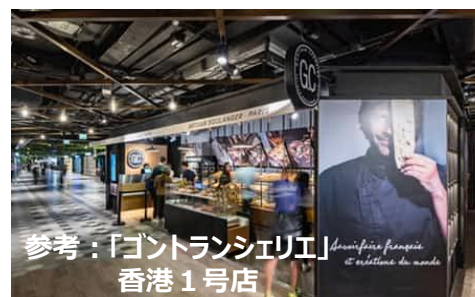 GC
ARTISAN BOULANGER PARIS
GC
Savoir-faire français
et créations du monde
参考：「ゴントランシェリエ」
香港１号店